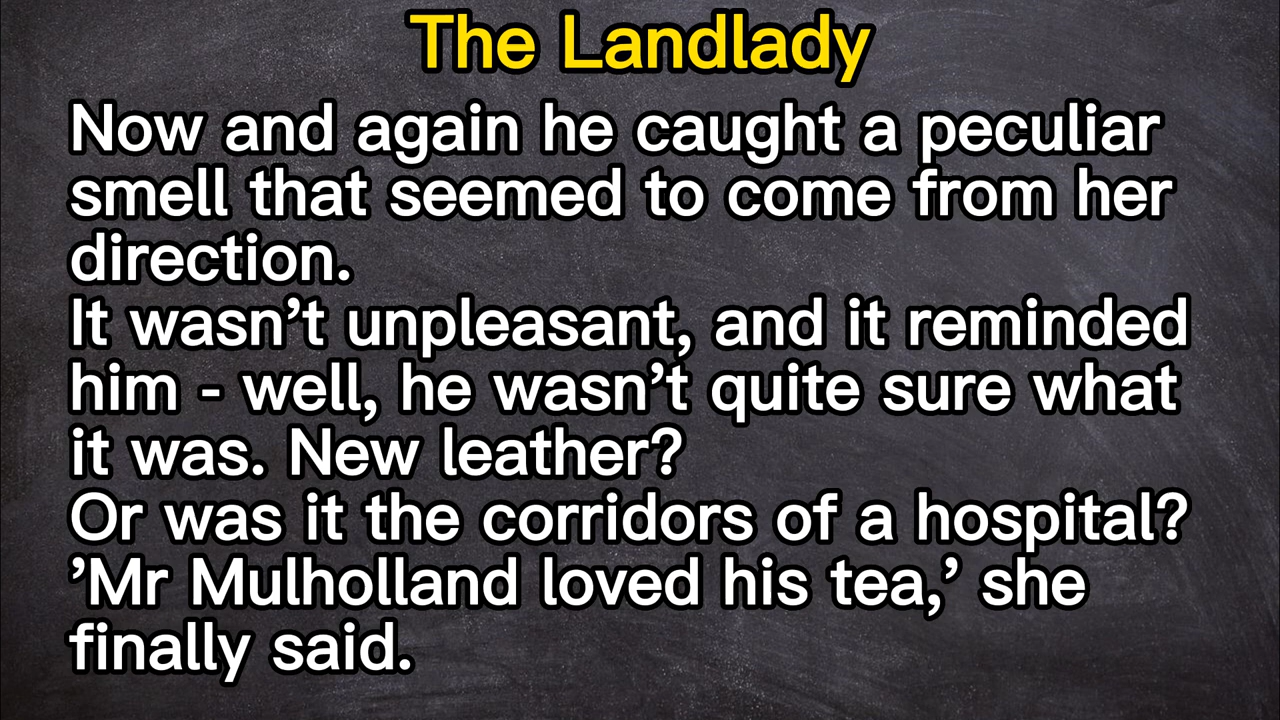 The Landlady
Now and again he caught a peculiar
smell that seemed to come from her
direction.
It wasn’t unpleasant, and it reminded
him - well, he wasn’t quite sure what
it was. New leather?
Or was it the corridors of a hospital?
’Mr Mulholland loved his tea,’ she
finally said.